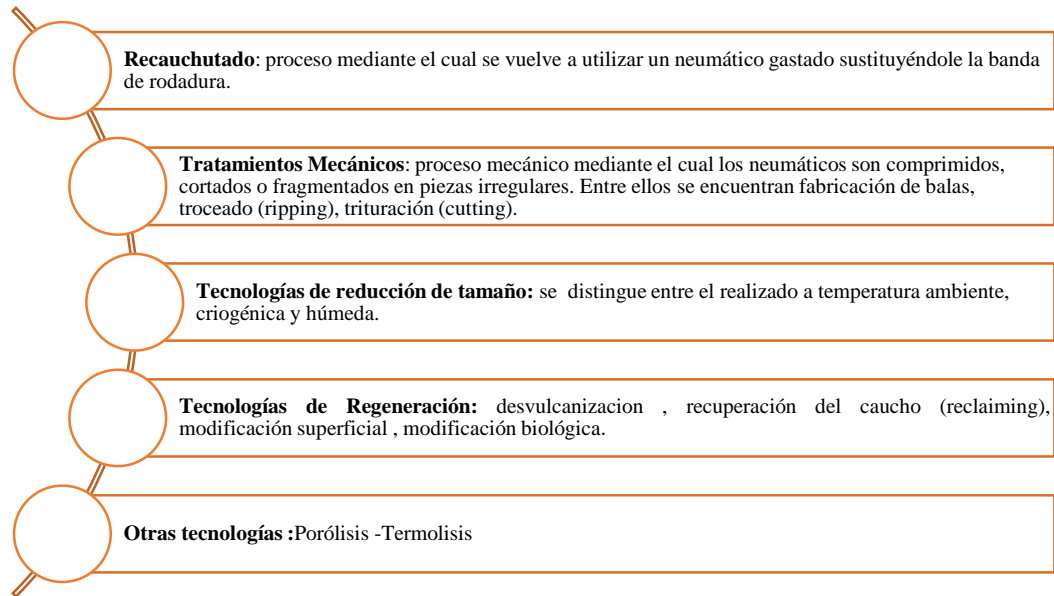 Recauchutado: proceso mediante el cual se vuelve a utilizar un neumático gastado sustituyéndole la banda
de rodadura.
Tratamientos Mecánicos: proceso mecánico mediante el cual los neumáticos son comprimidos,
cortados o fragmentados en piezas irregulares. Entre ellos se encuentran fabricación de balas,
troceado (ripping), trituración (cutting).
Tecnologías de reducción de tamaño: se distingue entre el realizado a temperatura ambiente,
criogénica y húmeda.
Tecnologías de Regeneración: desvulcanizacion , recuperación del caucho (reclaiming),
modificación superficial , modificación biológica.
Otras tecnologías :Porólisis -Termolisis